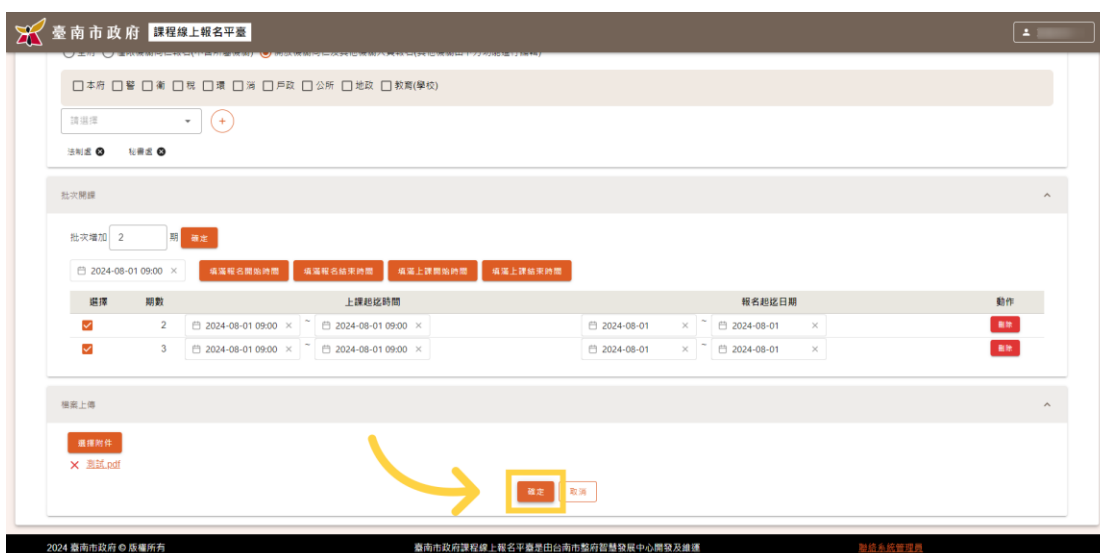 臺南市政府 課程線上報名平臺
本府 警 衛 稅 環 消 戶政 公所 地政 教育(學校)
請選擇
法制處 秘書處
批次開課
批次增加 2 期 確定
2024-08-01 09:00 × 填滿報名開始時間 填滿報名結束時間 填滿上課開始時間 填滿上課結束時間
選擇 期數 上課起迄時間 報名起迄日期 動作
2 2024-08-01 09:00 × ~ 2024-08-01 09:00 × 2024-08-01 × ~ 2024-08-01 × 刪除
3 2024-08-01 09:00 × ~ 2024-08-01 09:00 × 2024-08-01 × ~ 2024-08-01 × 刪除
檔案上傳
選擇附件
測試.pdf
確定 取消
2024 臺南市政府 © 版權所有 臺南市政府課程線上報名平臺是由台南市警府智慧發展中心開發及維運 聯絡系統管理員